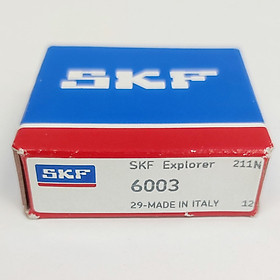 SKF
SKF Explorer 211N
SKF
6003
29-MADE IN ITALY 12